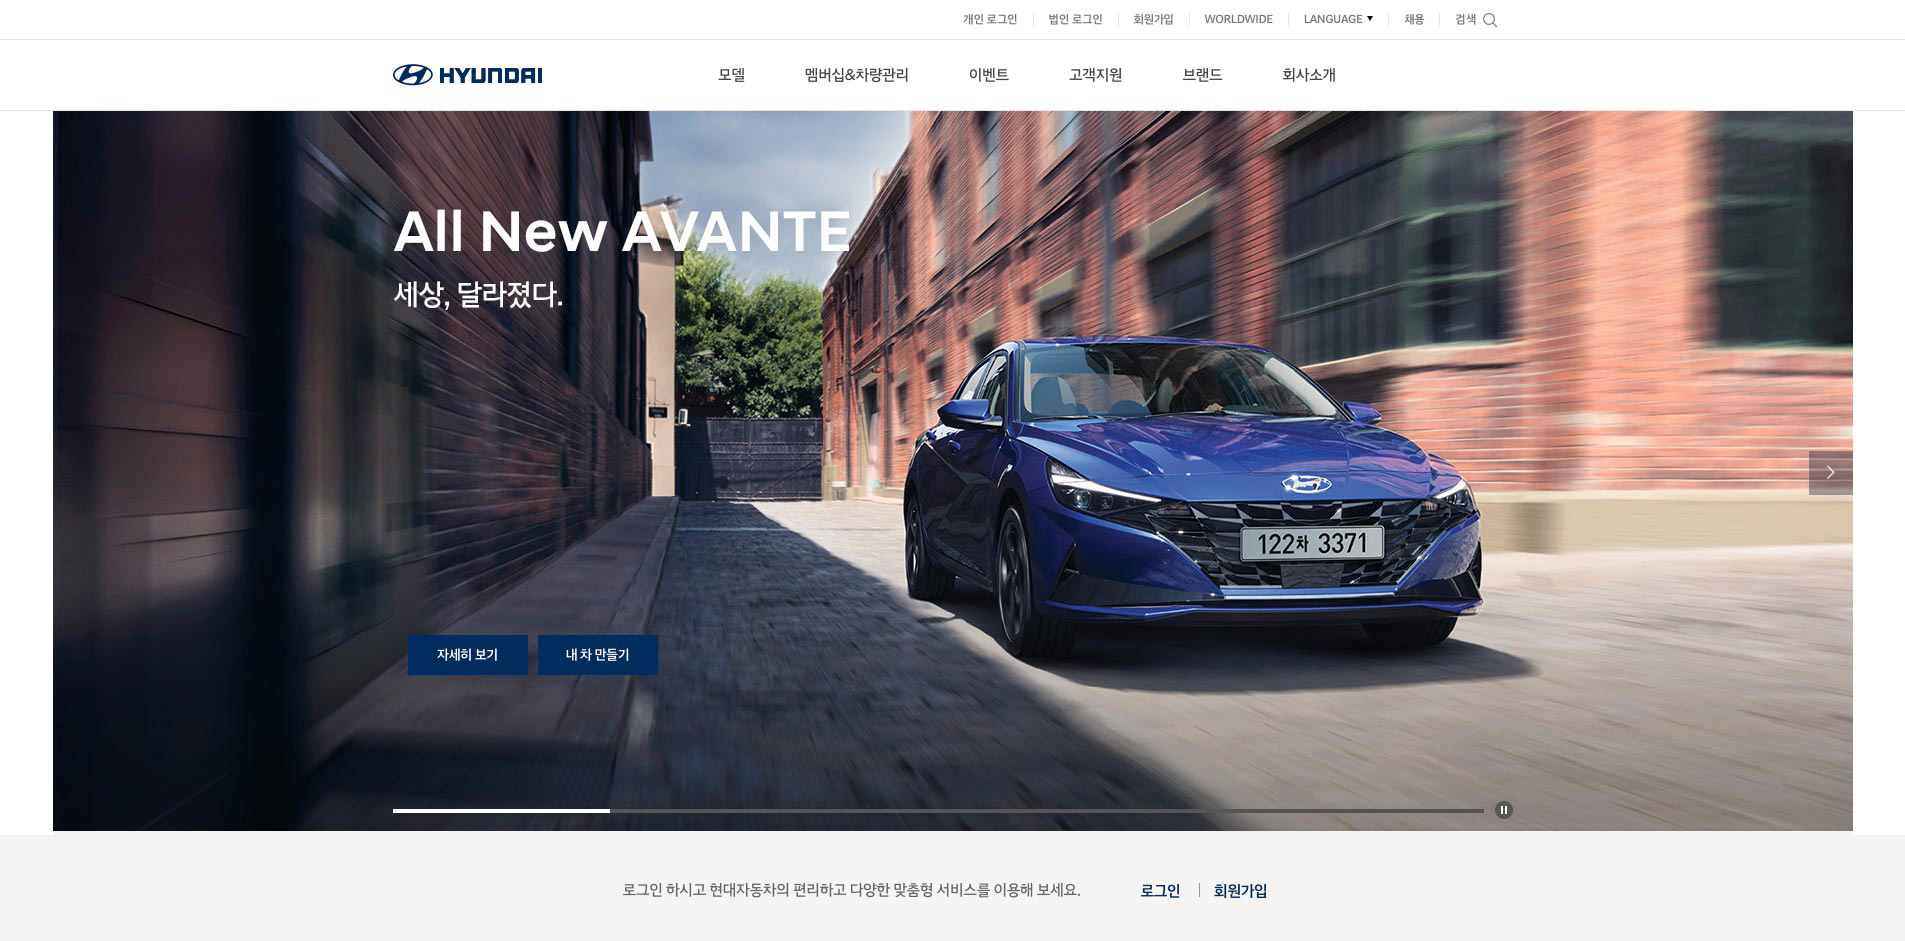 개인 로그인 법인 로그인 회원가입 WORLDWIDE LANGUAGE 채용 검색
HYUNDAI 모델 멤버십&차량관리 이벤트 고객지원 브랜드 회사소개
All New AVANTE
세상, 달라졌다.
122차 3371
자세히 보기 내 차 만들기
로그인 하시고 현대자동차의 편리하고 다양한 맞춤형 서비스를 이용해 보세요. 로그인 회원가입